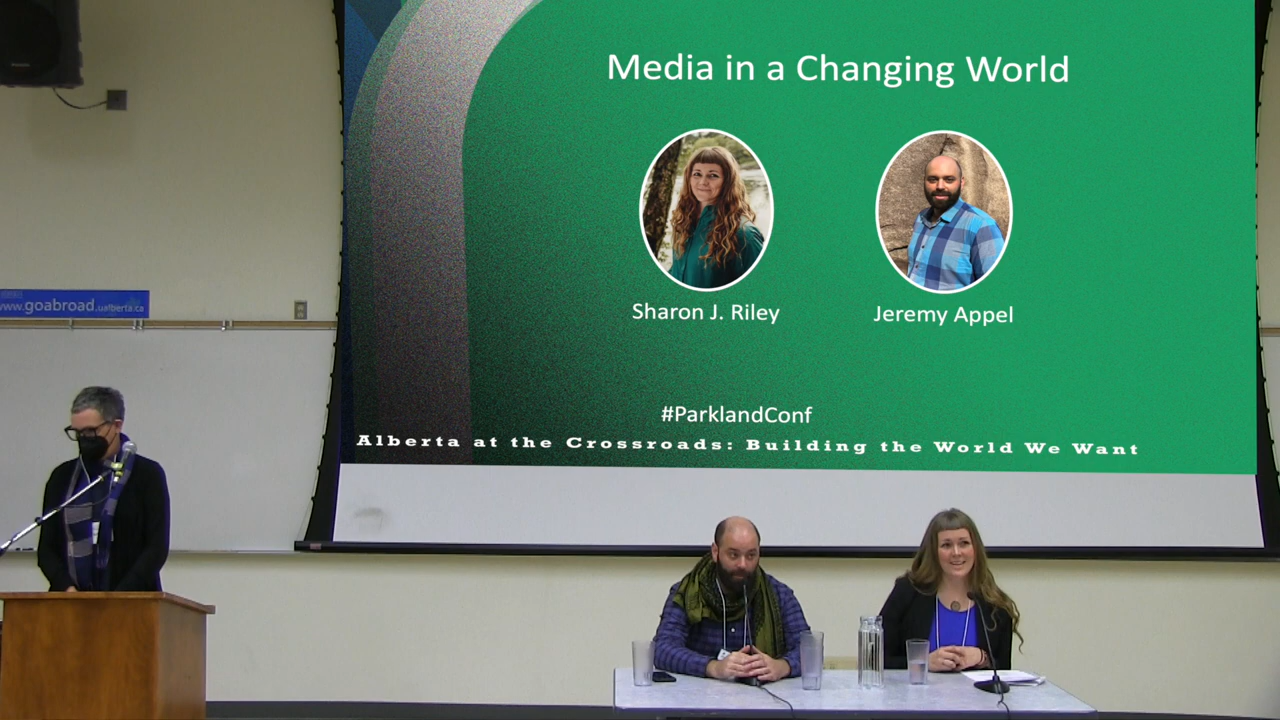 Media in a Changing World
Sharon J. Riley
Jeremy Appel
#ParklandConf
Alberta at the Crossroads: Building the World We Want
www.goabroad.ualberta.ca